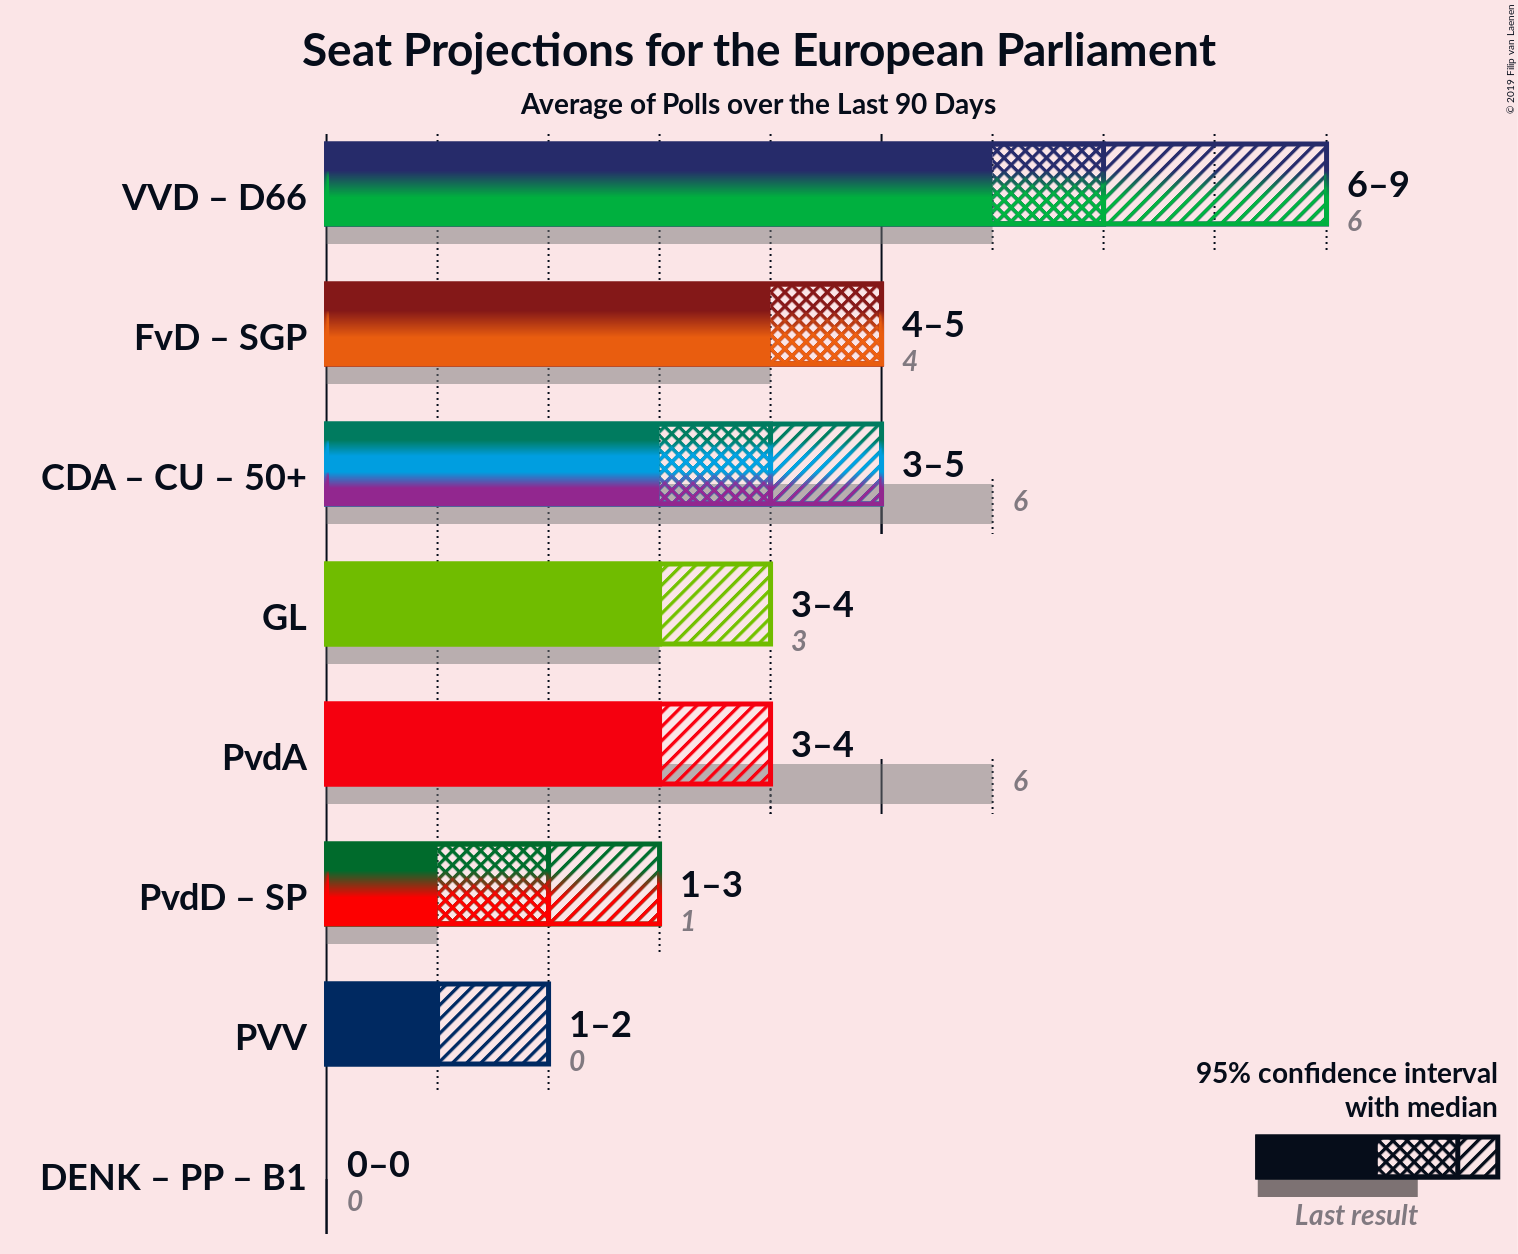 Seat Projections for the European Parliament
Average of Polls over the Last 90 Days
© 2019 Filip van Laenen
VVD – D66
6–9
6
FvD – SGP
4–5
4
CDA – CU – 50+
3–5
6
GL
3–4
3
PvdA
3–4
6
PvdD – SP
1–3
1
PVV
1–2
0
DENK – PP – B1
0–0
0
95% confidence interval
with median
Last result